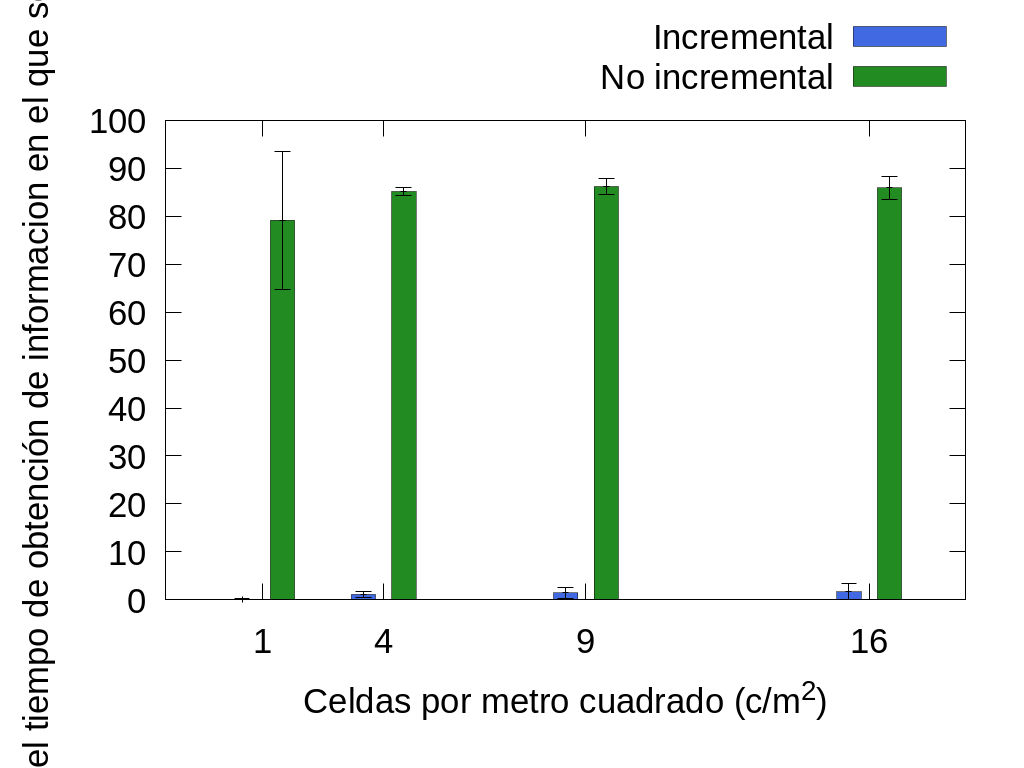 Incremental
No incremental
100
90
80
70
60
50
40
30
20
10
0
1 4 9 16
Celdas por metro cuadrado (c/m²)
el tiempo de obtención de informacion en el que